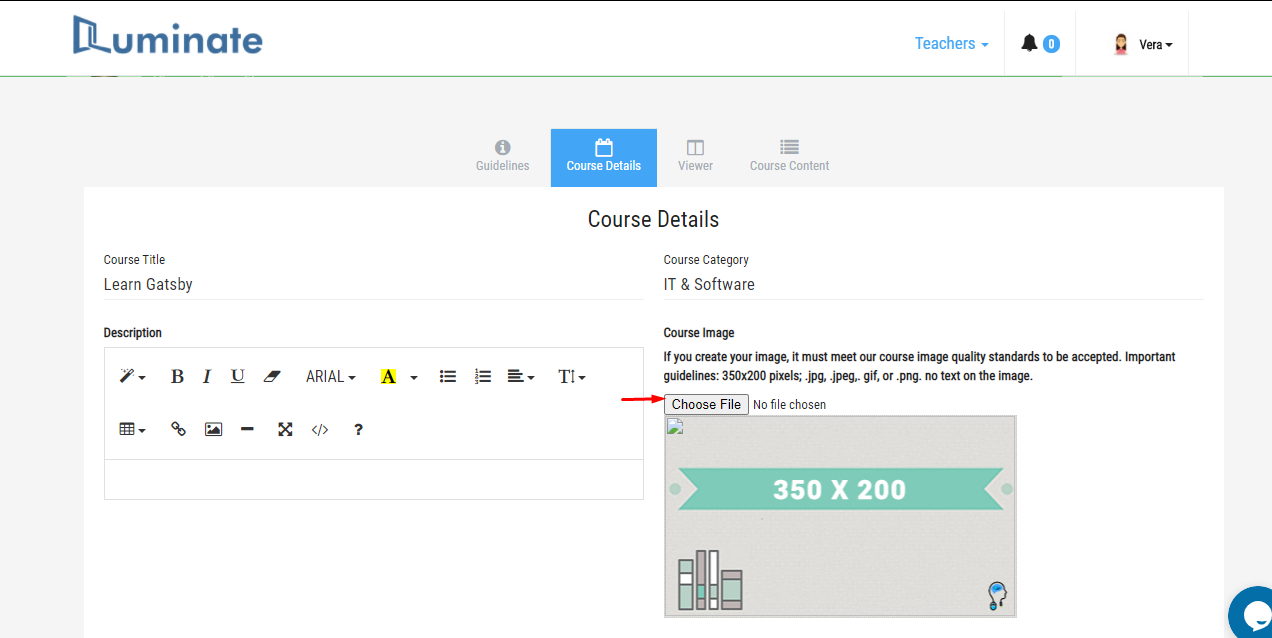 Luminate
Teachers
0
Vera
Guidelines
Course Details
Viewer
Course Content
Course Details
Course Title
Learn Gatsby
Course Category
IT & Software
Description
B I U ARIAL A TI
</> ?
Course Image
If you create your image, it must meet our course image quality standards to be accepted. Important
guidelines: 350x200 pixels; .jpg, .jpeg,. gif, or .png. no text on the image.
Choose File No file chosen
350 X 200